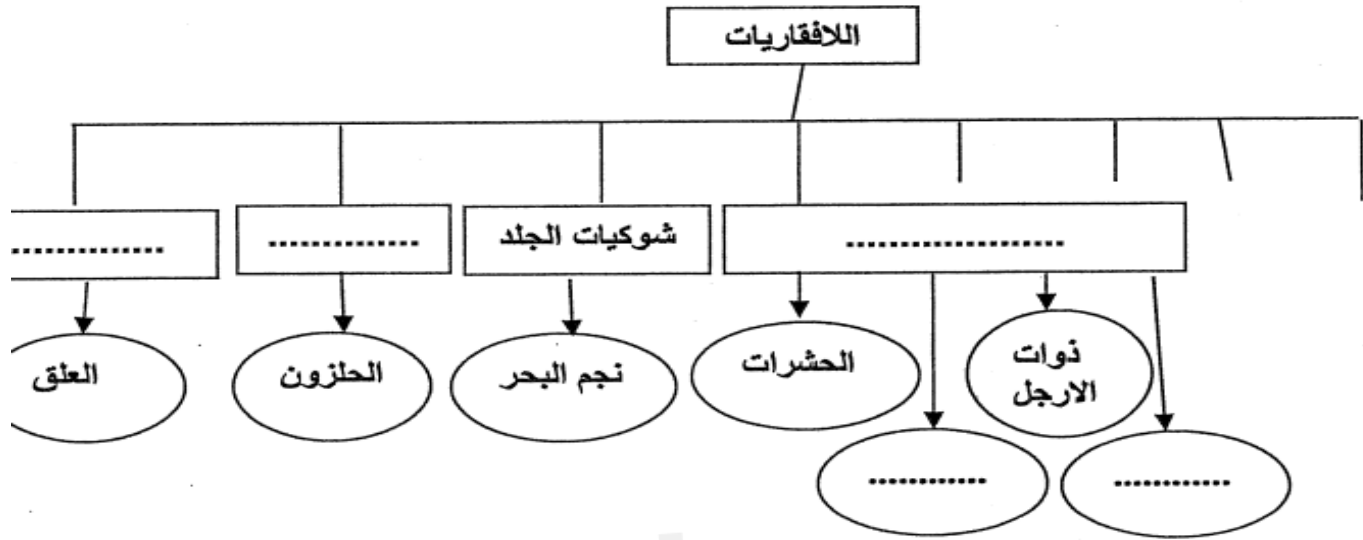 اللافقاريات
.....................
شوكيات الجلد
..............
...............
ذوات
الارجل
الحشرات
نجم البحر
الحلزون
العلق
............
............